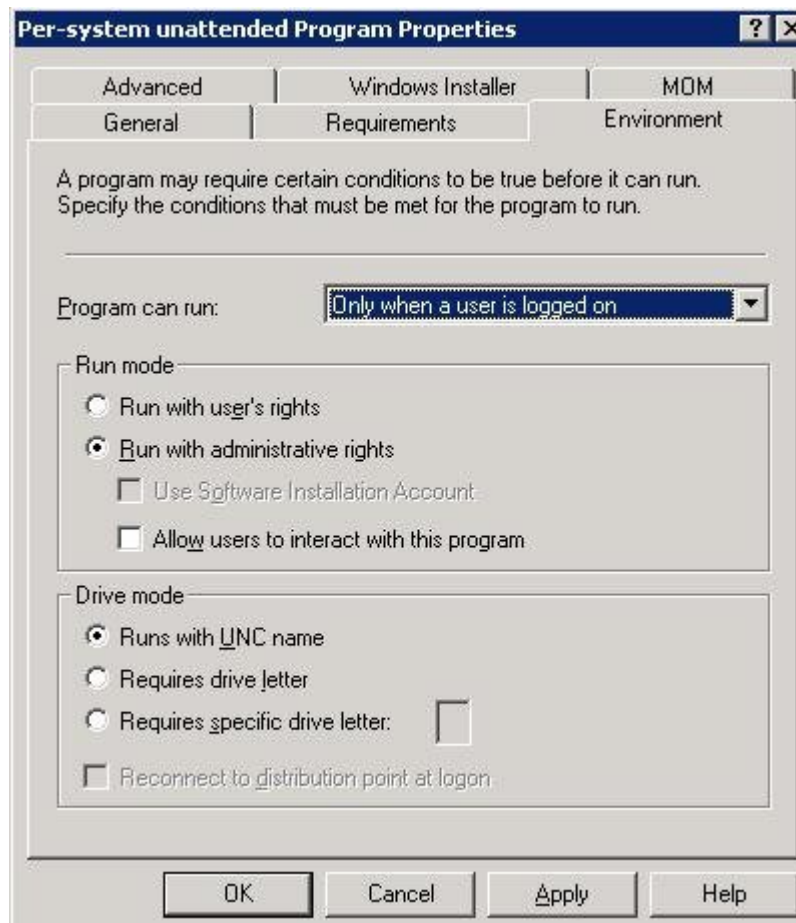 Per-system unattended Program Properties
Advanced
Windows Installer
MOM
General
Requirements
Environment
A program may require certain conditions to be true before it can run.
Specify the conditions that must be met for the program to run.
Program can run:
Only when a user is logged on
Run mode
Run with user's rights
Run with administrative rights
Use Software Installation Account
Allow users to interact with this program
Drive mode
Runs with UNC name
Requires drive letter
Requires specific drive letter:
Reconnect to distribution point at logon
OK
Cancel
Apply
Help